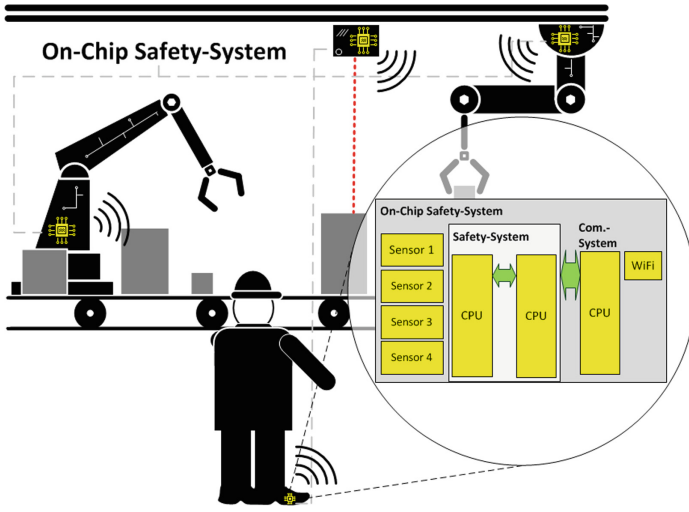 On-Chip Safety-System
On-Chip Safety-System
Safety-System
Com.-
System
Sensor 1
Sensor 2
Sensor 3
Sensor 4
CPU
CPU
CPU
WiFi